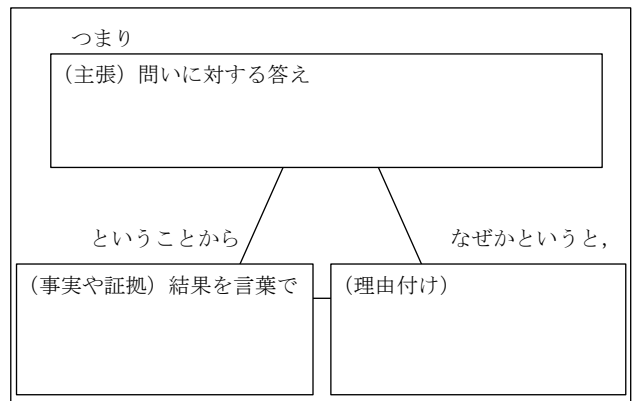 つまり
（主張）問いに対する答え
ということから
なぜかというと，
（事実や証拠）結果を言葉で
（理由付け）